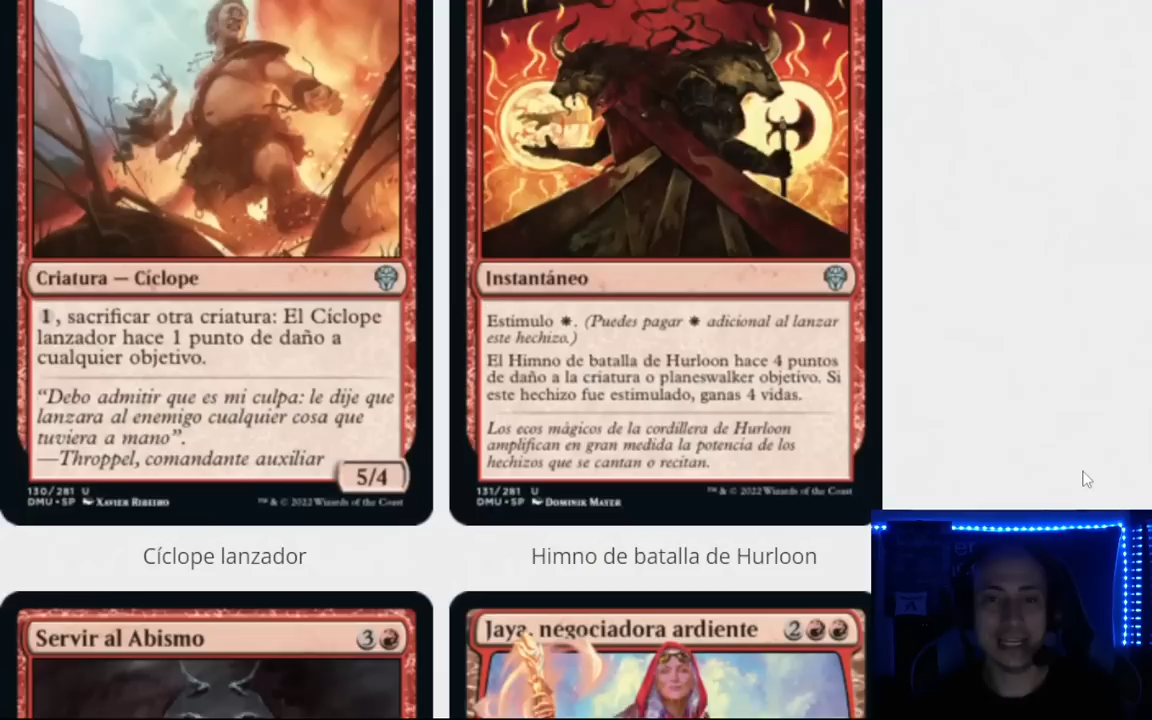 Criatura — Cíclope
1, sacrificar otra criatura: El Cíclope
lanzador hace 1 punto de daño a
cualquier objetivo.
“Debo admitir que es mi culpa: le dije que
lanzara al enemigo cualquier cosa que
tuviera a mano”.
—Throppel, comandante auxiliar
5/4
130/281 U
DMU • SP XAVIER RIBEIRO
™ & © 2022 Wizards of the Coast
Cíclope lanzador
Instantáneo
Estímulo . (Puedes pagar adicional al lanzar
este hechizo.)
El Himno de batalla de Hurloon hace 4 puntos
de daño a la criatura o planeswalker objetivo. Si
este hechizo fue estimulado, ganas 4 vidas.
Los ecos mágicos de la cordillera de Hurloon
amplifican en gran medida la potencia de los
hechizos que se cantan o recitan.
131/281 U
DMU • SP DOMINIK MAYER
™ & © 2022 Wizards of the Coast
Himno de batalla de Hurloon
Servir al Abismo 3
Jaya, negociadora ardiente 2